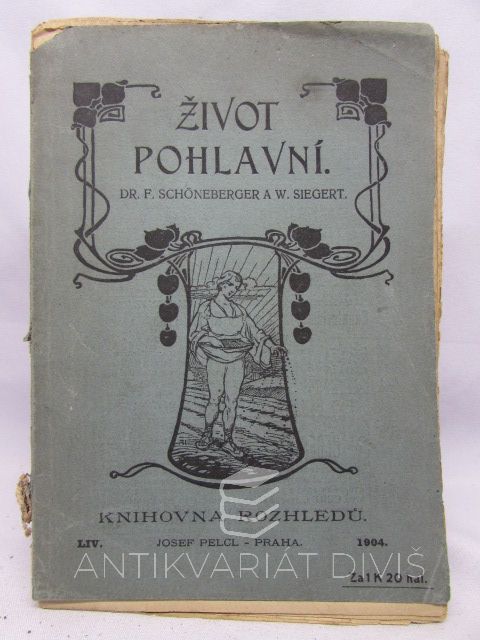 ŽIVOT
POHLAVNÍ.
DR. F. SCHÖNEBERGER A W. SIEGERT.
KNIHOVNA ROZHLEDŮ.
LIV. JOSEF PELCL - PRAHA. 1904.
ANTIKVARIÁT DIVIŠ
Za 1 K 20 hal.